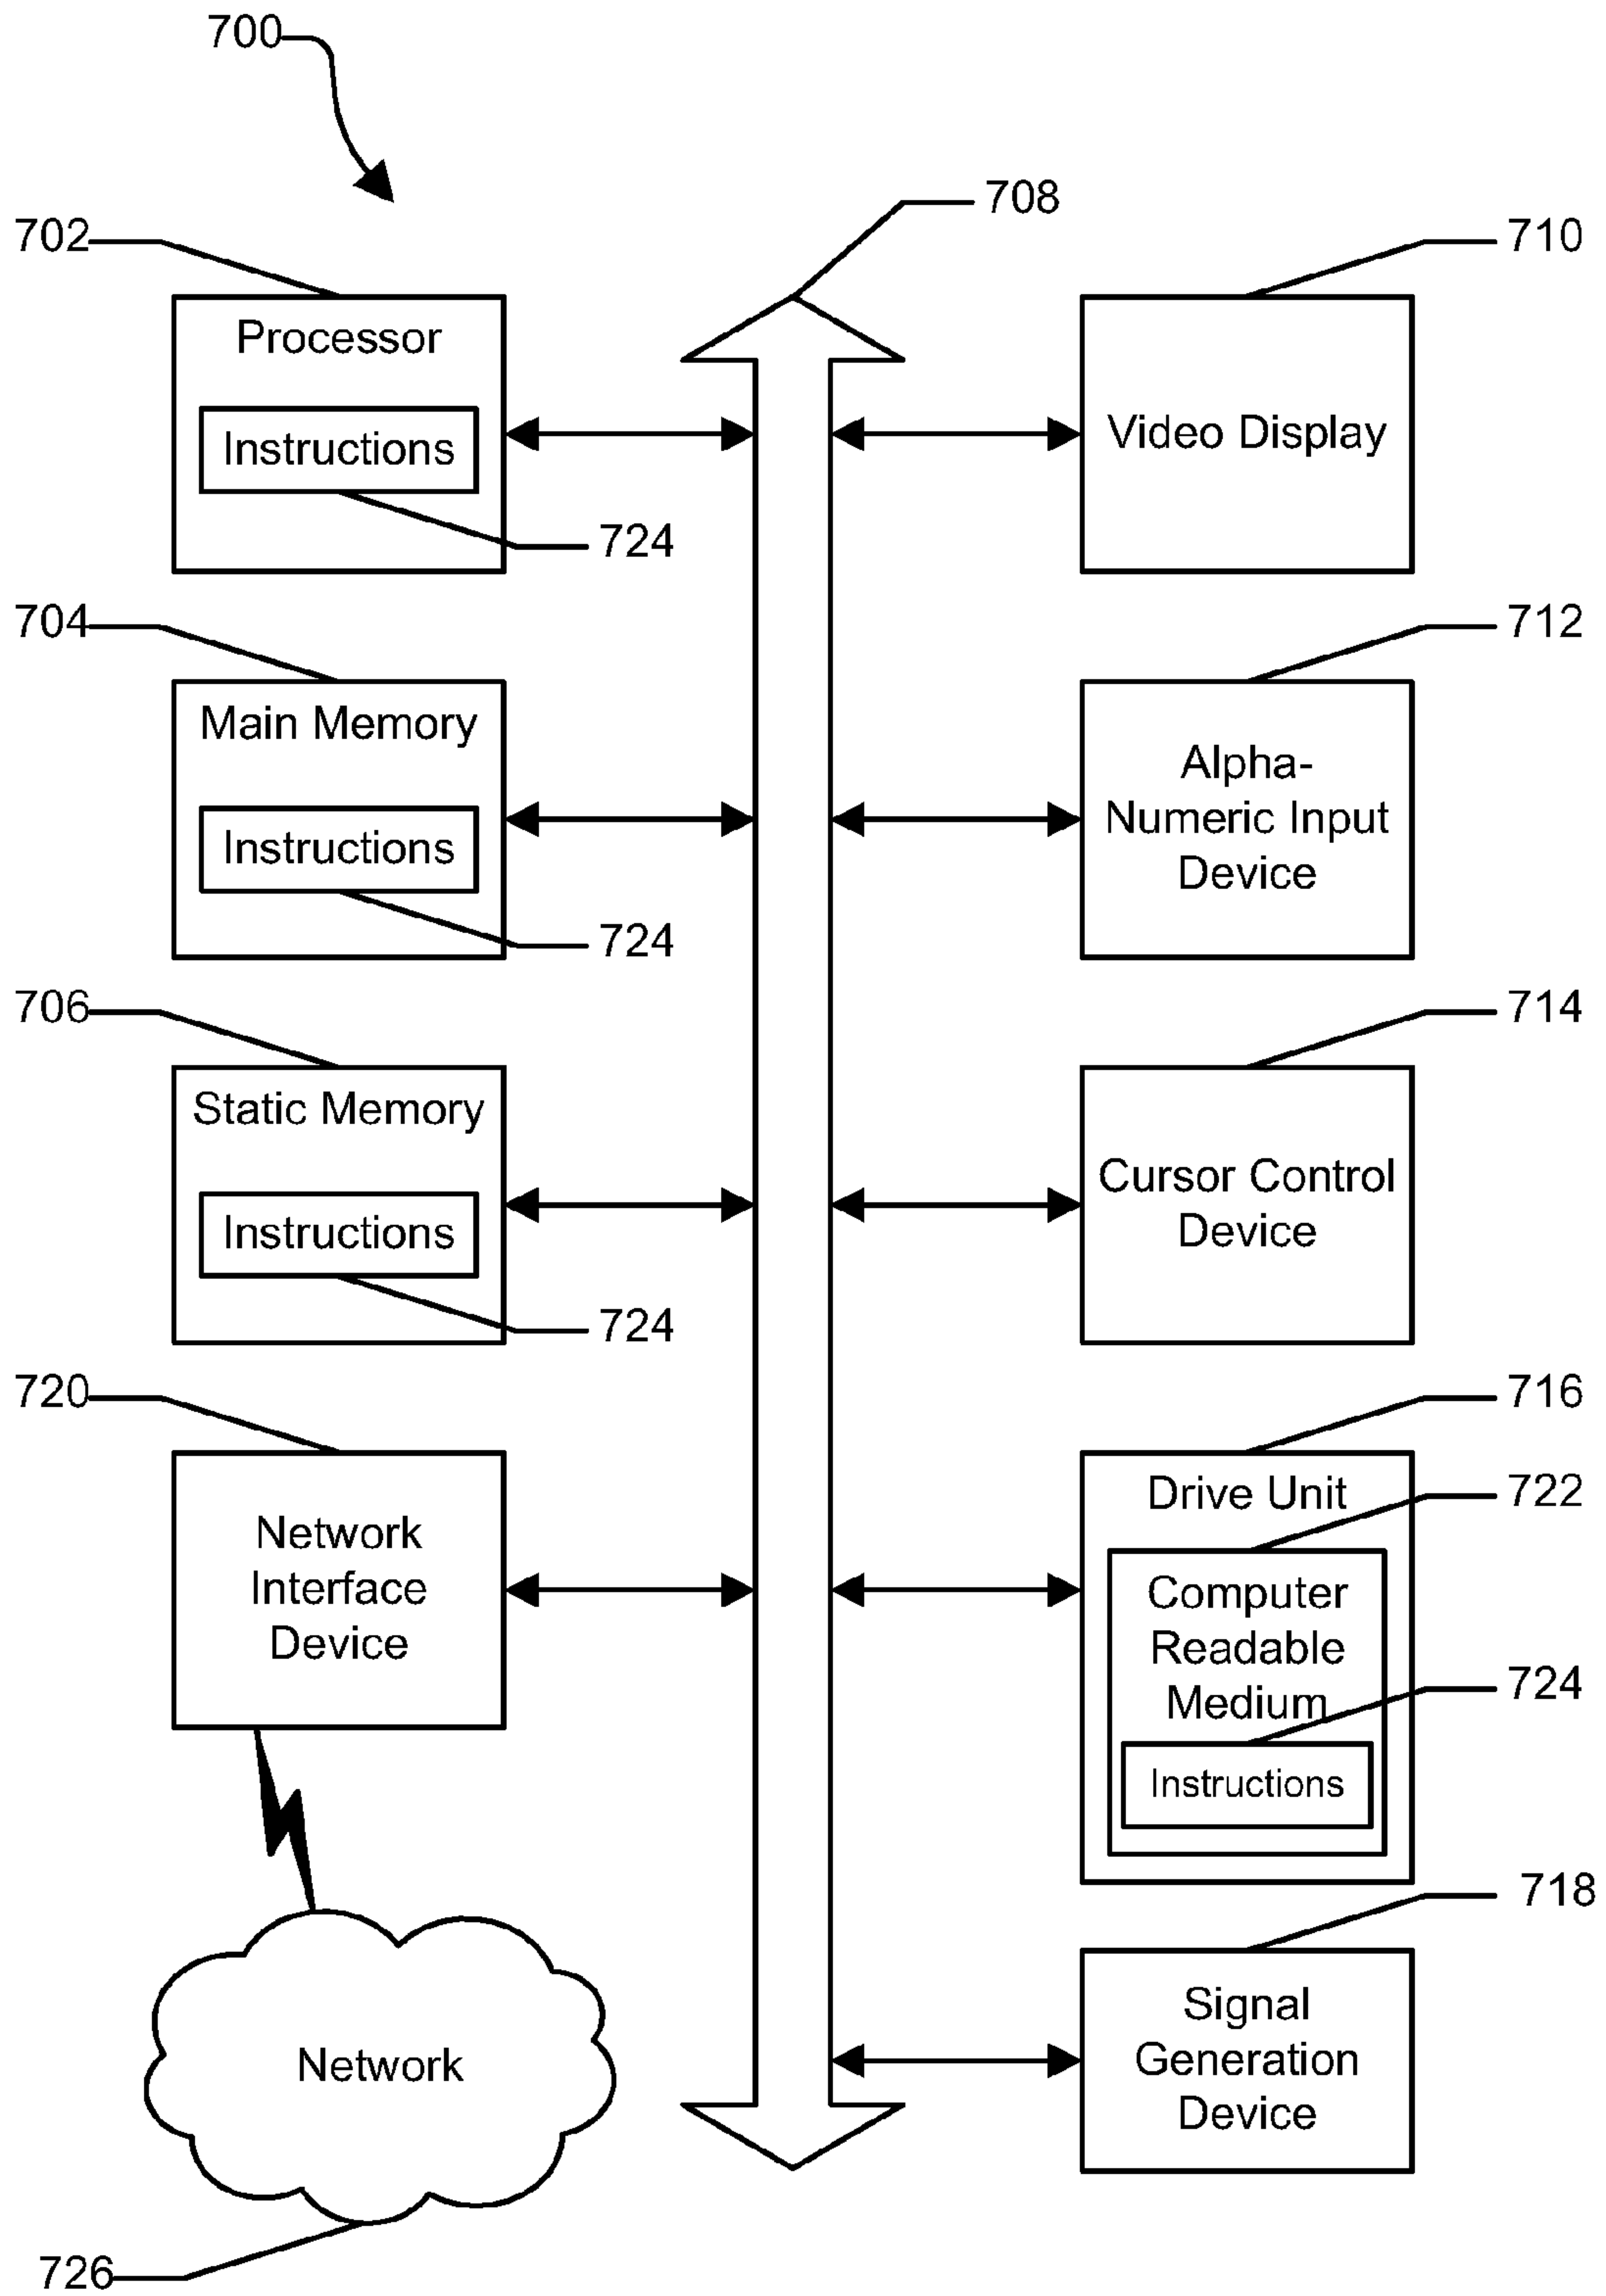 700
708
702
710
Processor
Instructions
724
Video Display
704
712
Main Memory
Instructions
724
Alpha-
Numeric Input
Device
706
714
Static Memory
Instructions
724
Cursor Control
Device
720
716
Network
Interface
Device
Drive Unit
722
Computer
Readable
Medium
724
Instructions
718
Signal
Generation
Device
Network
726